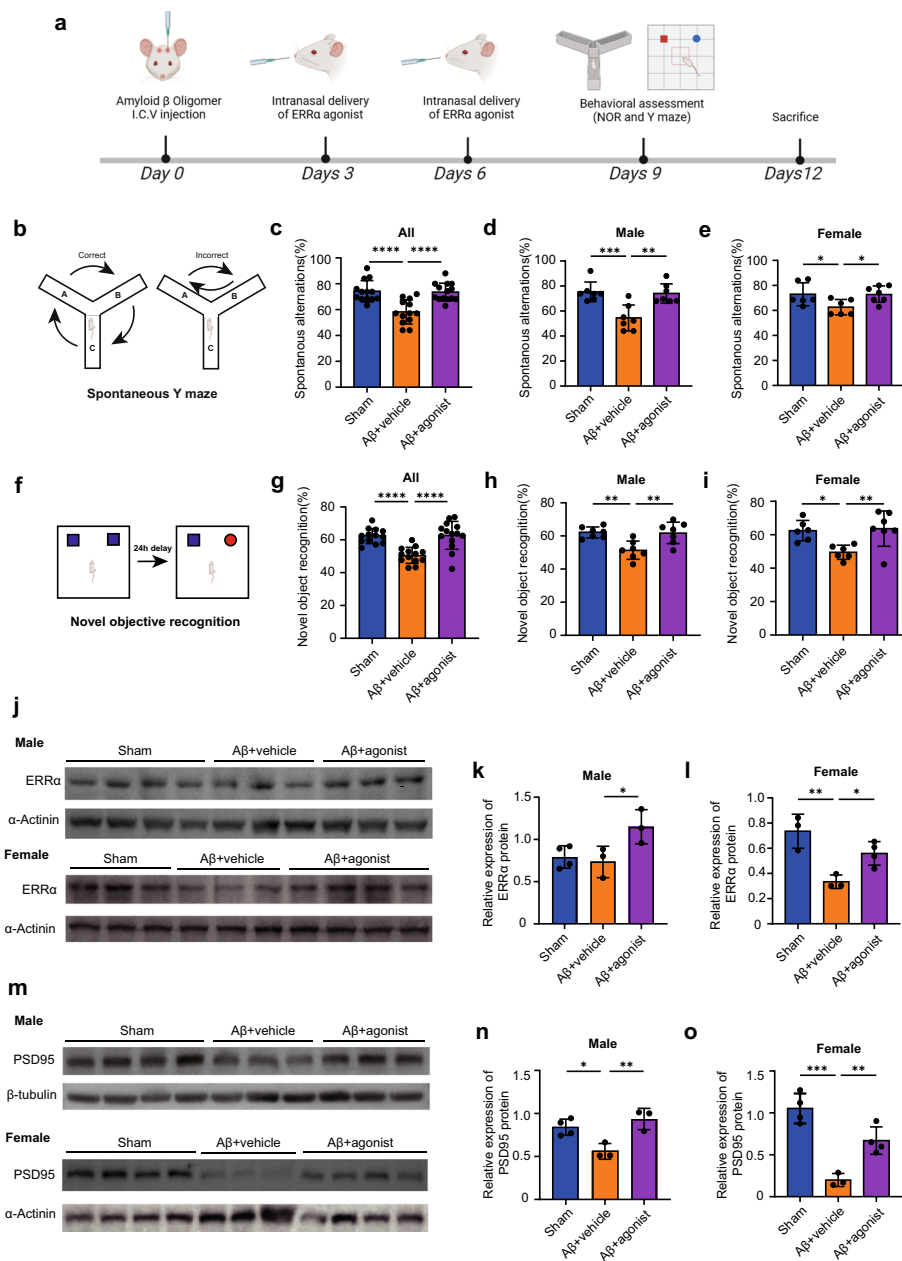 a
Amyloid β Oligomer
I.C.V injection
Intranasal delivery
of ERRα agonist
Intranasal delivery
of ERRα agonist
Behavioral assessment
(NOR and Y maze)
Sacrifice
Day 0
Days 3
Days 6
Days 9
Days12
b
Correct
Incorrect
A
B
C
A
B
C
Spontaneous Y maze
c
All
Spontanous alternations(%)
100
80
60
40
20
0
**** ****
Sham
Aβ+vehicle
Aβ+agonist
d
Male
Spontanous alternations(%)
100
80
60
40
20
0
*** **
Sham
Aβ+vehicle
Aβ+agonist
e
Female
Spontanous alternations(%)
100
80
60
40
20
0
* *
Sham
Aβ+vehicle
Aβ+agonist
f
24h delay
Novel objective recognition
g
All
Novel object recognition(%)
100
80
60
40
20
0
**** ****
Sham
Aβ+vehicle
Aβ+agonist
h
Male
Novel object recognition(%)
100
80
60
40
20
0
** **
Sham
Aβ+vehicle
Aβ+agonist
i
Female
Novel object recognition(%)
100
80
60
40
20
0
* **
Sham
Aβ+vehicle
Aβ+agonist
j
Male
Sham
Aβ+vehicle
Aβ+agonist
ERRα
α-Actinin
Female
Sham
Aβ+vehicle
Aβ+agonist
ERRα
α-Actinin
k
Male
Relative expression of
ERRα protein
1.5
1.0
0.5
0.0
*
Sham
Aβ+vehicle
Aβ+agonist
l
Female
Relative expression of
ERRα protein
1.0
0.8
0.6
0.4
0.2
0
** *
Sham
Aβ+vehicle
Aβ+agonist
m
Male
Sham
Aβ+vehicle
Aβ+agonist
PSD95
β-tubulin
Female
Sham
Aβ+vehicle
Aβ+agonist
PSD95
α-Actinin
n
Male
Relative expression of
PSD95 protein
1.5
1.0
0.5
0
* **
Sham
Aβ+vehicle
Aβ+agonist
o
Female
Relative expression of
PSD95 protein
1.5
1.0
0.5
0
*** **
Sham
Aβ+vehicle
Aβ+agonist